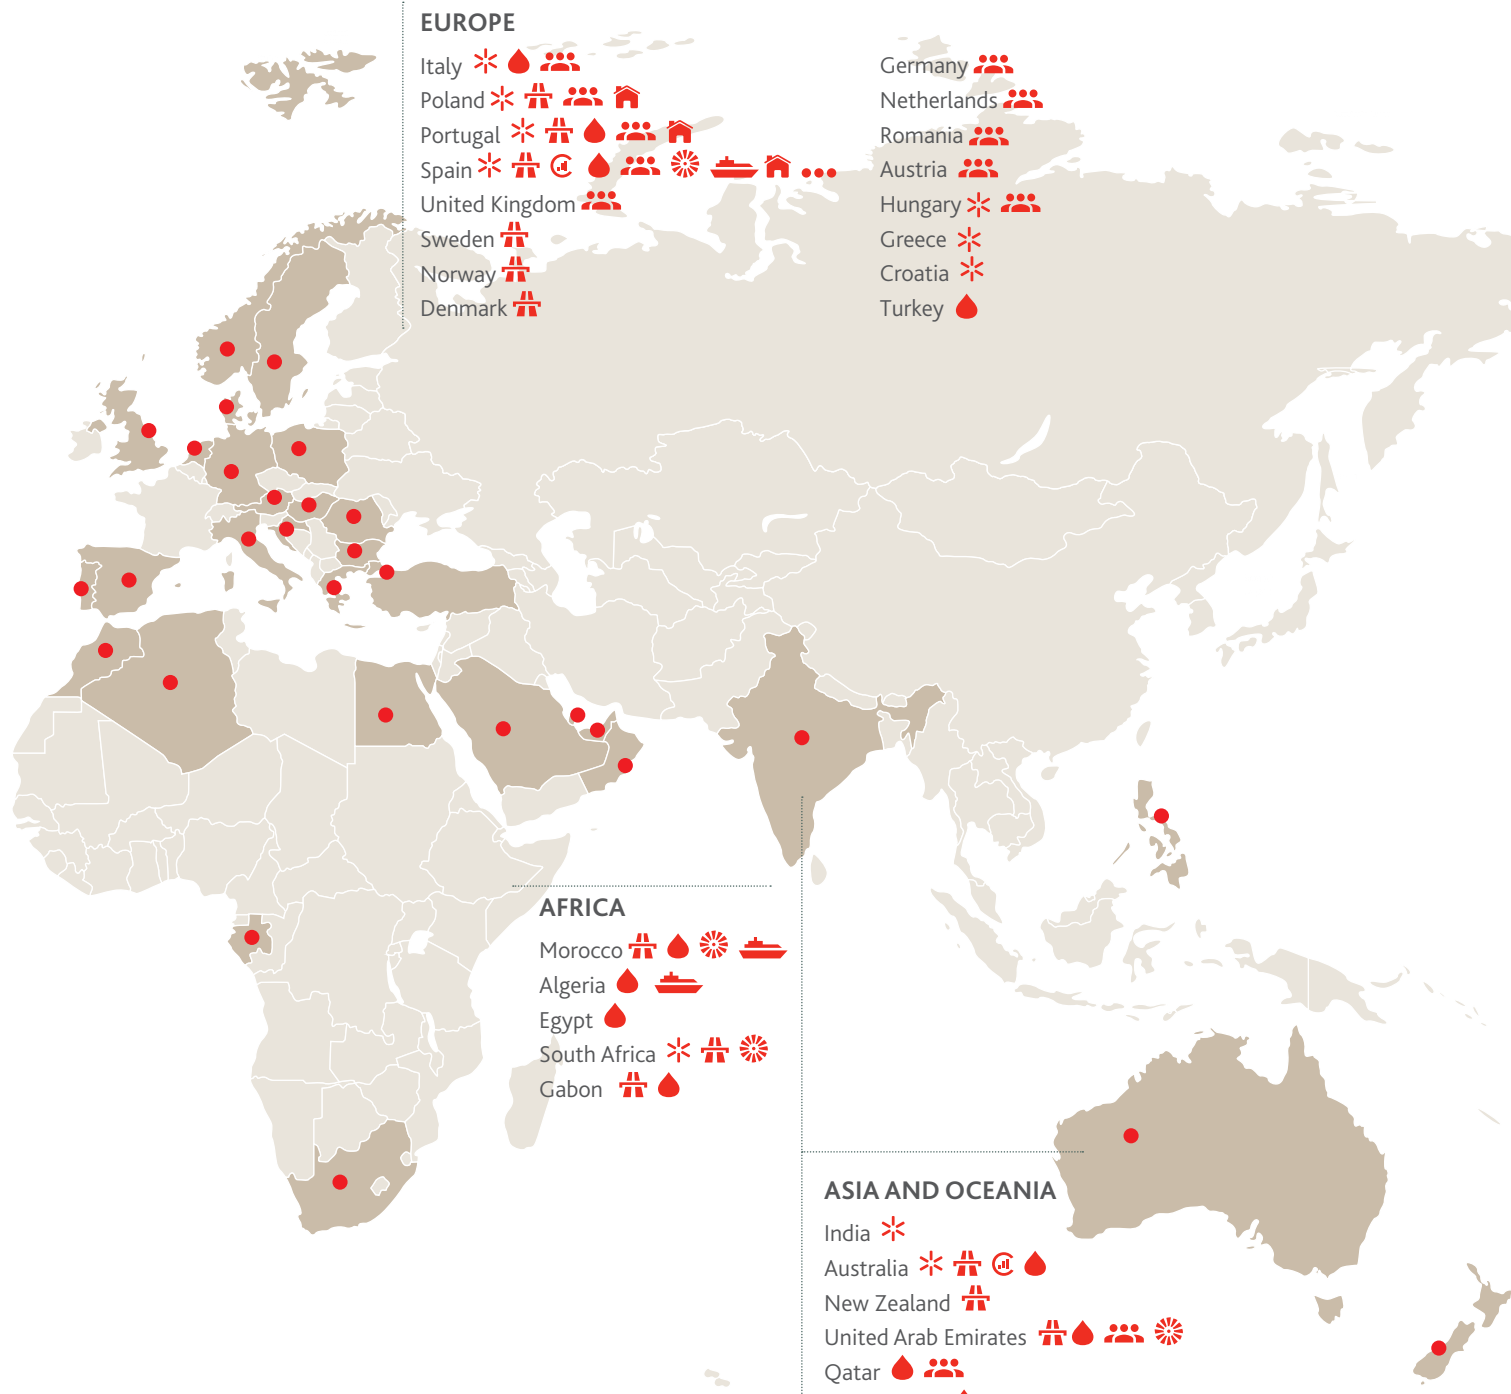 EUROPE
Italy
Poland
Portugal
Spain
United Kingdom
Sweden
Norway
Denmark
Germany
Netherlands
Romania
Austria
Hungary
Greece
Croatia
Turkey
AFRICA
Morocco
Algeria
Egypt
South Africa
Gabon
ASIA AND OCEANIA
India
Australia
New Zealand
United Arab Emirates
Qatar